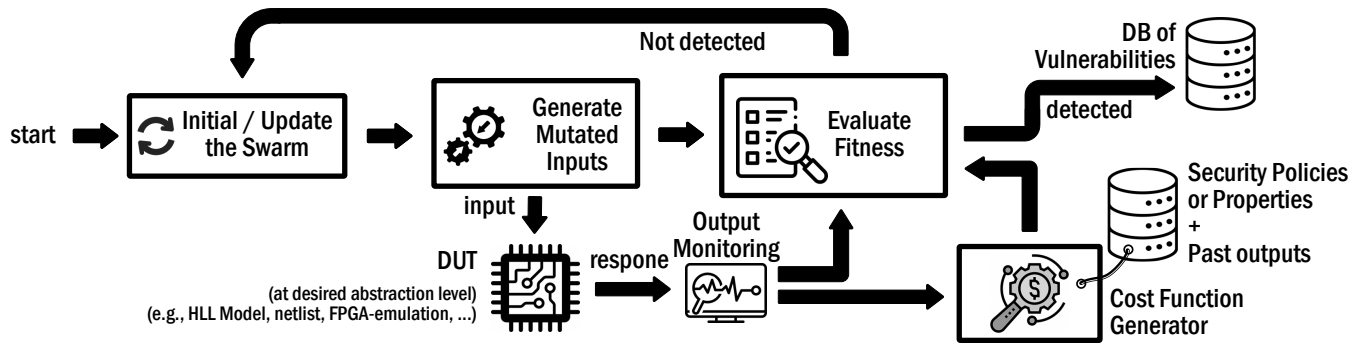 Not detected
DB of
Vulnerabilities
detected
start
Initial / Update
the Swarm
Generate
Mutated
Inputs
Evaluate
Fitness
input
DUT
(at desired abstraction level)
(e.g., HLL Model, netlist, FPGA-emulation, ...)
respone
Output
Monitoring
Security Policies
or Properties
+
Past outputs
$
Cost Function
Generator